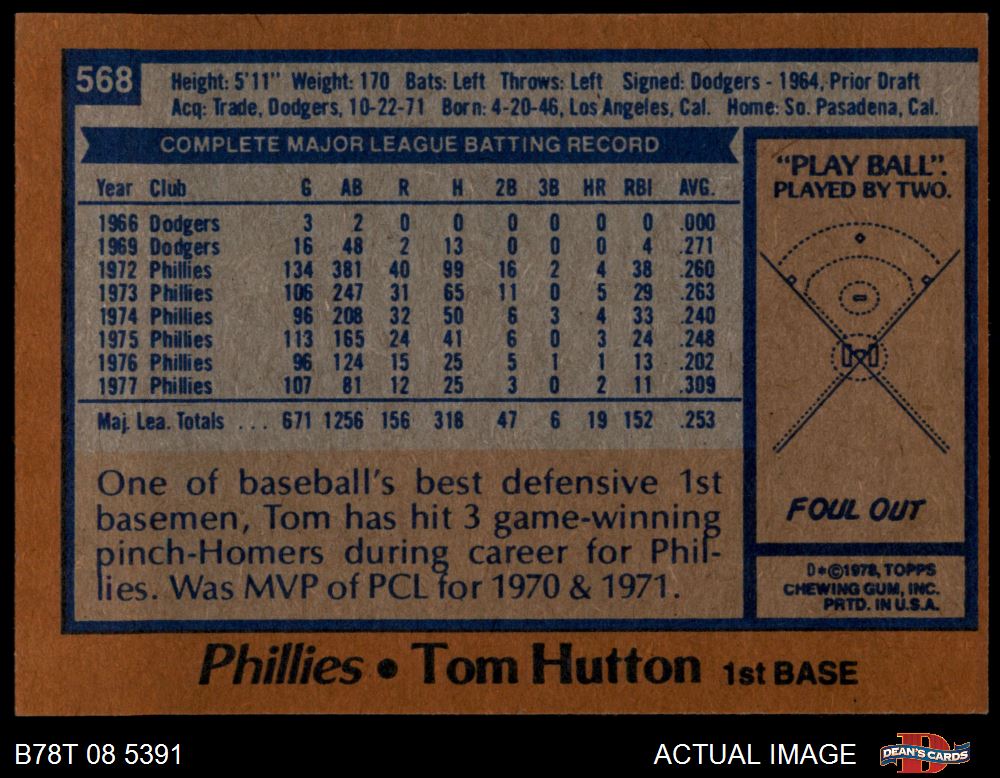 568
Height: 5'11" Weight: 170 Bats: Left Throws: Left Signed: Dodgers - 1964, Prior Draft
Acq: Trade, Dodgers, 10-22-71 Born: 4-20-46, Los Angeles, Cal. Home: So. Pasadena, Cal.
COMPLETE MAJOR LEAGUE BATTING RECORD
Year Club G AB R H 2B 3B HR RBI AVG.
1966 Dodgers 3 2 0 0 0 0 0 0 .000
1969 Dodgers 16 48 2 13 0 0 0 4 .271
1972 Phillies 134 381 40 99 16 2 4 38 .260
1973 Phillies 106 247 31 65 11 0 5 29 .263
1974 Phillies 96 208 32 50 6 3 4 33 .240
1975 Phillies 113 165 24 41 6 0 3 24 .248
1976 Phillies 96 124 15 25 5 1 1 13 .202
1977 Phillies 107 81 12 25 3 0 2 11 .309
Maj. Lea. Totals ... 671 1256 156 318 47 6 19 152 .253
One of baseball's best defensive 1st
basemen, Tom has hit 3 game-winning
pinch-Homers during career for Phil-
lies. Was MVP of PCL for 1970 & 1971.
"PLAY BALL".
PLAYED BY TWO.
FOUL OUT
D*©1978, TOPPS
CHEWING GUM, INC.
PRTD. IN U.S.A.
Phillies • Tom Hutton 1st BASE
B78T 08 5391
ACTUAL IMAGE
D
DEAN'S CARDS